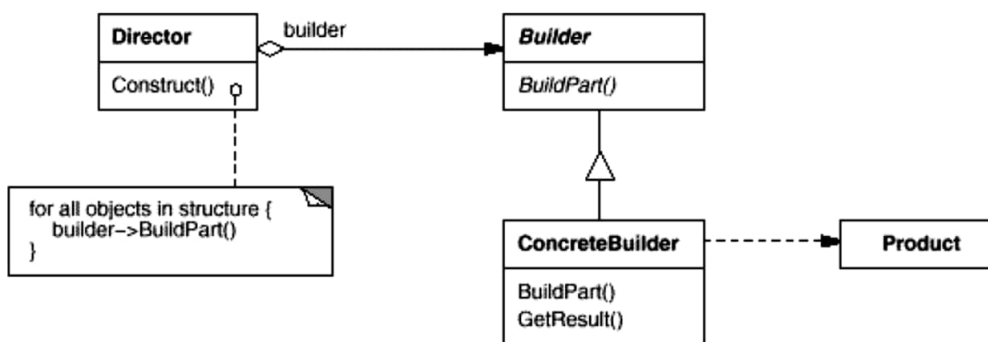 Director
Construct()
builder
Builder
BuildPart()
for all objects in structure {
builder->BuildPart()
}
ConcreteBuilder
BuildPart()
GetResult()
Product